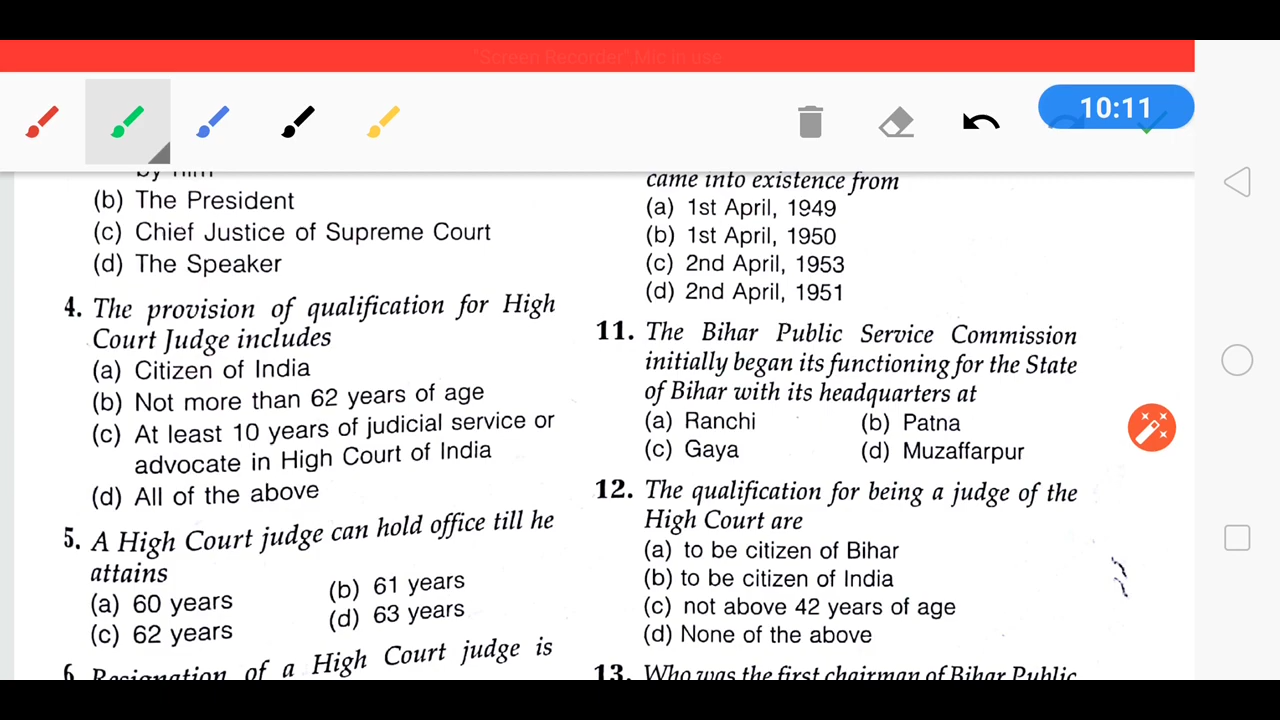 "Screen Recorder" Mic in use
10:11
by him
(b) The President
(c) Chief Justice of Supreme Court
(d) The Speaker
4. The provision of qualification for High
Court Judge includes
(a) Citizen of India
(b) Not more than 62 years of age
(c) At least 10 years of judicial service or
advocate in High Court of India
(d) All of the above
5. A High Court judge can hold office till he
attains
(a) 60 years (b) 61 years
(c) 62 years (d) 63 years
6. Resignation of a High Court judge is
came into existence from
(a) 1st April, 1949
(b) 1st April, 1950
(c) 2nd April, 1953
(d) 2nd April, 1951
11. The Bihar Public Service Commission
initially began its functioning for the State
of Bihar with its headquarters at
(a) Ranchi (b) Patna
(c) Gaya (d) Muzaffarpur
12. The qualification for being a judge of the
High Court are
(a) to be citizen of Bihar
(b) to be citizen of India
(c) not above 42 years of age
(d) None of the above
13. Who was the first chairman of Bihar Public